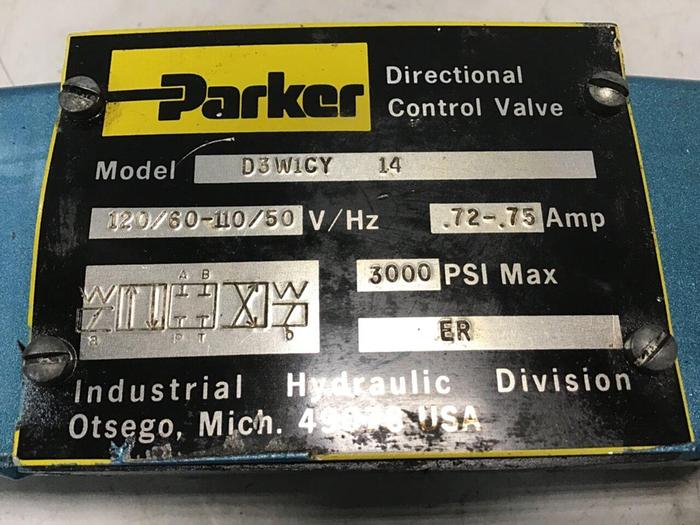 Parker
Directional
Control Valve
Model D3W1CY 14
120/60-110/50 V/Hz .72-.75 Amp
A B
3000 PSI Max
a P T b
ER
Industrial Hydraulic Division
Otsego, Mich. 49078 USA